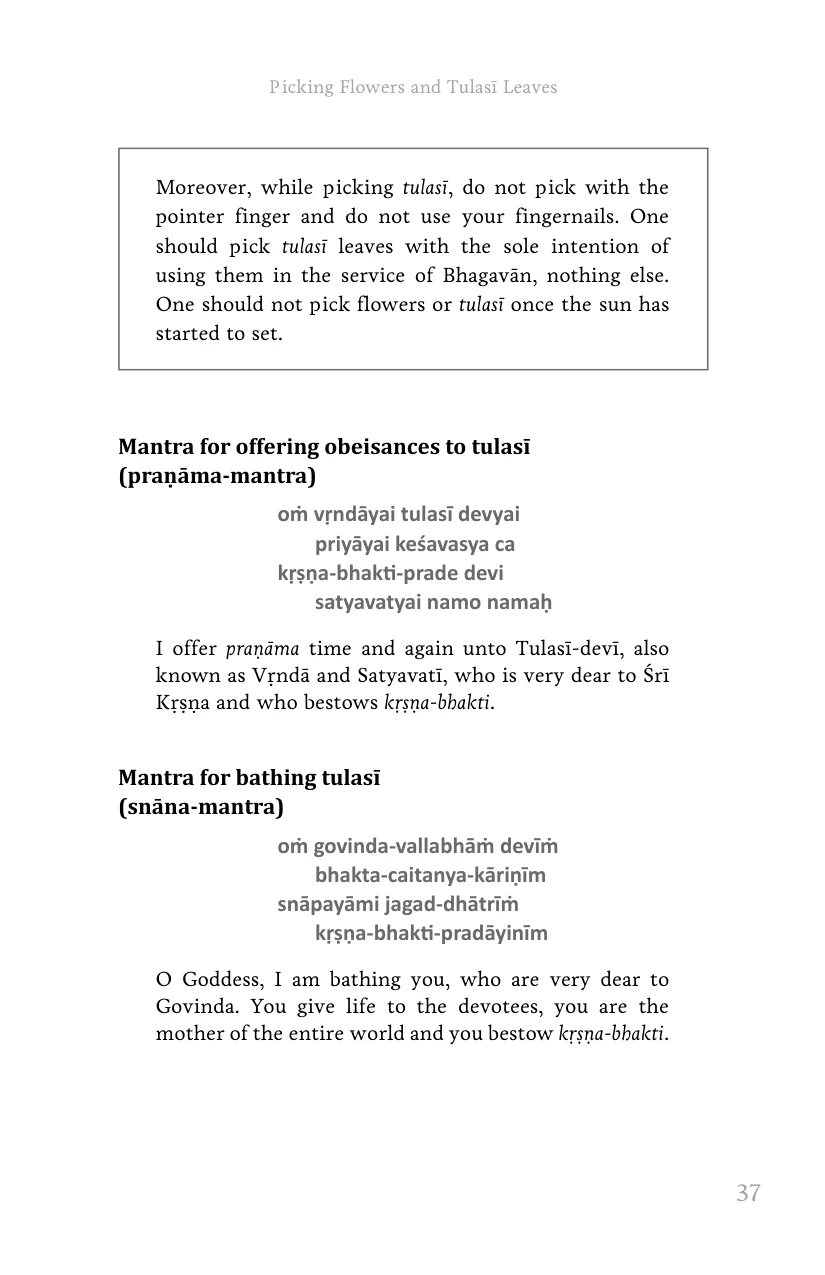 Picking Flowers and Tulasī Leaves
Moreover, while picking tulasī, do not pick with the
pointer finger and do not use your fingernails. One
should pick tulasī leaves with the sole intention of
using them in the service of Bhagavān, nothing else.
One should not pick flowers or tulasī once the sun has
started to set.
Mantra for offering obeisances to tulasī
(praṇāma-mantra)
oṁ vṛndāyai tulasī devyai
priyāyai keśavasya ca
kṛṣṇa-bhakti-prade devi
satyavatyai namo namaḥ
I offer praṇāma time and again unto Tulasī-devī, also
known as Vṛndā and Satyavatī, who is very dear to Śrī
Kṛṣṇa and who bestows kṛṣṇa-bhakti.
Mantra for bathing tulasī
(snāna-mantra)
oṁ govinda-vallabhāṁ devīṁ
bhakta-caitanya-kāriṇīm
snāpayāmi jagad-dhātrīṁ
kṛṣṇa-bhakti-pradāyinīm
O Goddess, I am bathing you, who are very dear to
Govinda. You give life to the devotees, you are the
mother of the entire world and you bestow kṛṣṇa-bhakti.
37